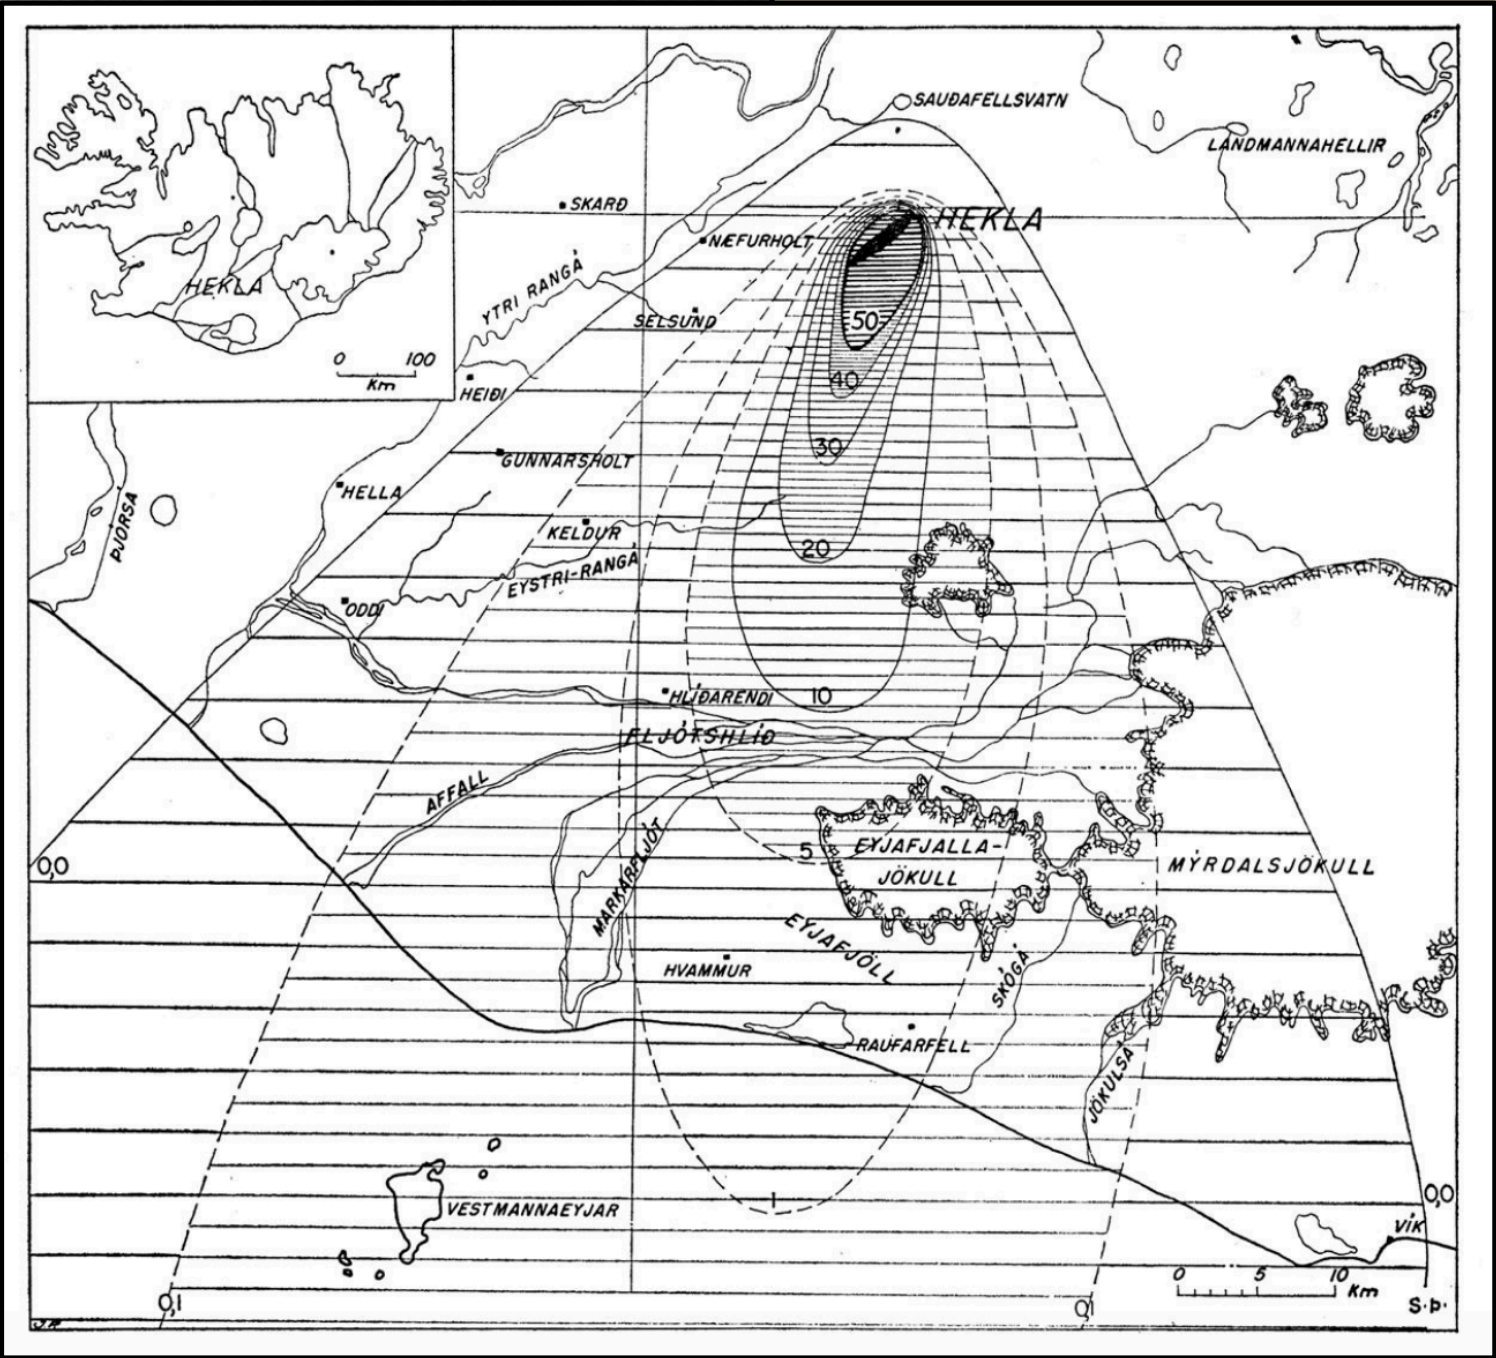 SAUÐAFELLSVATN
LANDMANNAHELLIR
SKARÐ
HEKLA
NÆFURHOLT
YTRI RANGÁ
HEKLA
SELSUND
50
0 100
Km
40
HEIÐI
30
GUNNARSHOLT
HELLA
ÞJÓRSA
KELDUR
20
EYSTRI-RANGÁ
ODDI
HLÍÐARENDI
10
FLJÓTSHLÍÐ
AFFALL
MARKARFLJÓT
5
EYJAFJALLA-
JÖKULL
MÝRDALSJÖKULL
0,0
EYJAFJÖLL
HVAMMUR
SKÓGÁ
RAUFARFELL
JÖKULSÁ
1
0,0
VESTMANNAEYJAR
VÍK
0 5 10
Km
0,1
0,1
S.Þ.